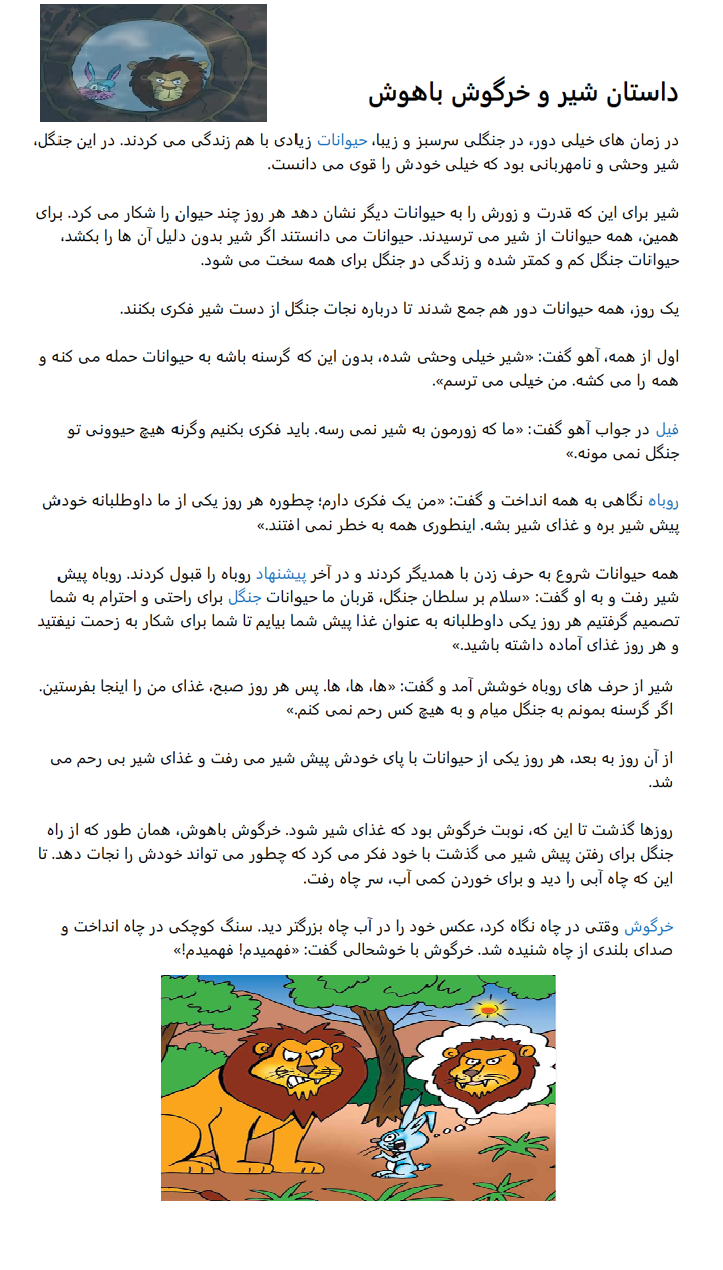 داستان شیر و خرگوش باهوش
در زمان های خیلی دور، در جنگلی سرسبز و زیبا، حیوانات زیادی با هم زندگی می کردند. در این جنگل،
شیر وحشی و نامهربانی بود که خیلی خودش را قوی می دانست.
شیر برای این که قدرت و زورش را به حیوانات دیگر نشان دهد هر روز چند حیوان را شکار می کرد. برای
همین، همه حیوانات از شیر می ترسیدند. حیوانات می دانستند اگر شیر بدون دلیل آن ها را بکشد،
حیوانات جنگل کم و کمتر شده و زندگی در جنگل برای همه سخت می شود.
یک روز، همه حیوانات دور هم جمع شدند تا درباره نجات جنگل از دست شیر فکری بکنند.
اول از همه، آهو گفت: «شیر خیلی وحشی شده، بدون این که گرسنه باشه به حیوانات حمله می کنه و
همه را می کشه. من خیلی می ترسم».
فیل در جواب آهو گفت: «ما که زورمون به شیر نمی رسه. باید فکری بکنیم وگرنه هیچ حیوونی تو
جنگل نمی مونه.»
روباه نگاهی به همه انداخت و گفت: «من یک فکری دارم؛ چطوره هر روز یکی از ما داوطلبانه خودش
پیش شیر بره و غذای شیر بشه. اینطوری همه به خطر نمی افتند.»
همه حیوانات شروع به حرف زدن با همدیگر کردند و در آخر پیشنهاد روباه را قبول کردند. روباه پیش
شیر رفت و به او گفت: «سلام بر سلطان جنگل، قربان ما حیوانات جنگل برای راحتی و احترام به شما
تصمیم گرفتیم هر روز یکی داوطلبانه به عنوان غذا پیش شما بیایم تا شما برای شکار به زحمت نیفتید
و هر روز غذای آماده داشته باشید.»
شیر از حرف های روباه خوشش آمد و گفت: «ها، ها، ها. پس هر روز صبح، غذای من را اینجا بفرستین.
اگر گرسنه بمونم به جنگل میام و به هیچ کس رحم نمی کنم.»
از آن روز به بعد، هر روز یکی از حیوانات با پای خودش پیش شیر می رفت و غذای شیر بی رحم می
شد.
روزها گذشت تا این که، نوبت خرگوش بود که غذای شیر شود. خرگوش باهوش، همان طور که از راه
جنگل برای رفتن پیش شیر می گذشت با خود فکر می کرد که چطور می تواند خودش را نجات دهد. تا
این که چاه آبی را دید و برای خوردن کمی آب، سر چاه رفت.
خرگوش وقتی در چاه نگاه کرد، عکس خود را در آب چاه بزرگتر دید. سنگ کوچکی در چاه انداخت و
صدای بلندی از چاه شنیده شد. خرگوش با خوشحالی گفت: «فهمیدم! فهمیدم!»